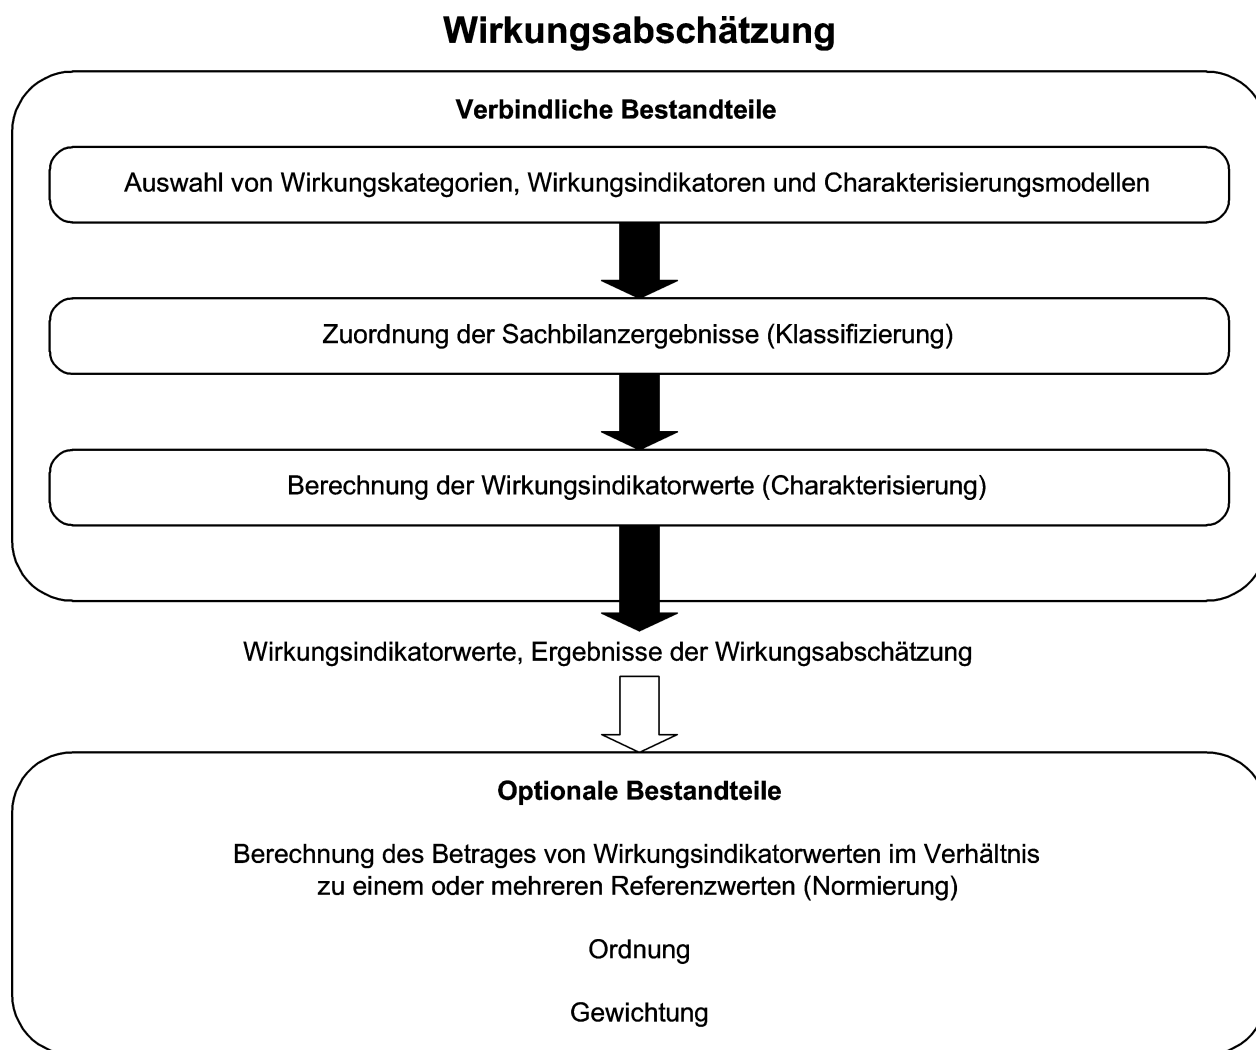 Wirkungsabschätzung
Verbindliche Bestandteile
Auswahl von Wirkungskategorien, Wirkungsindikatoren und Charakterisierungsmodellen
Zuordnung der Sachbilanzergebnisse (Klassifizierung)
Berechnung der Wirkungsindikatorwerte (Charakterisierung)
Wirkungsindikatorwerte, Ergebnisse der Wirkungsabschätzung
Optionale Bestandteile
Berechnung des Betrages von Wirkungsindikatorwerten im Verhältnis
zu einem oder mehreren Referenzwerten (Normierung)
Ordnung
Gewichtung